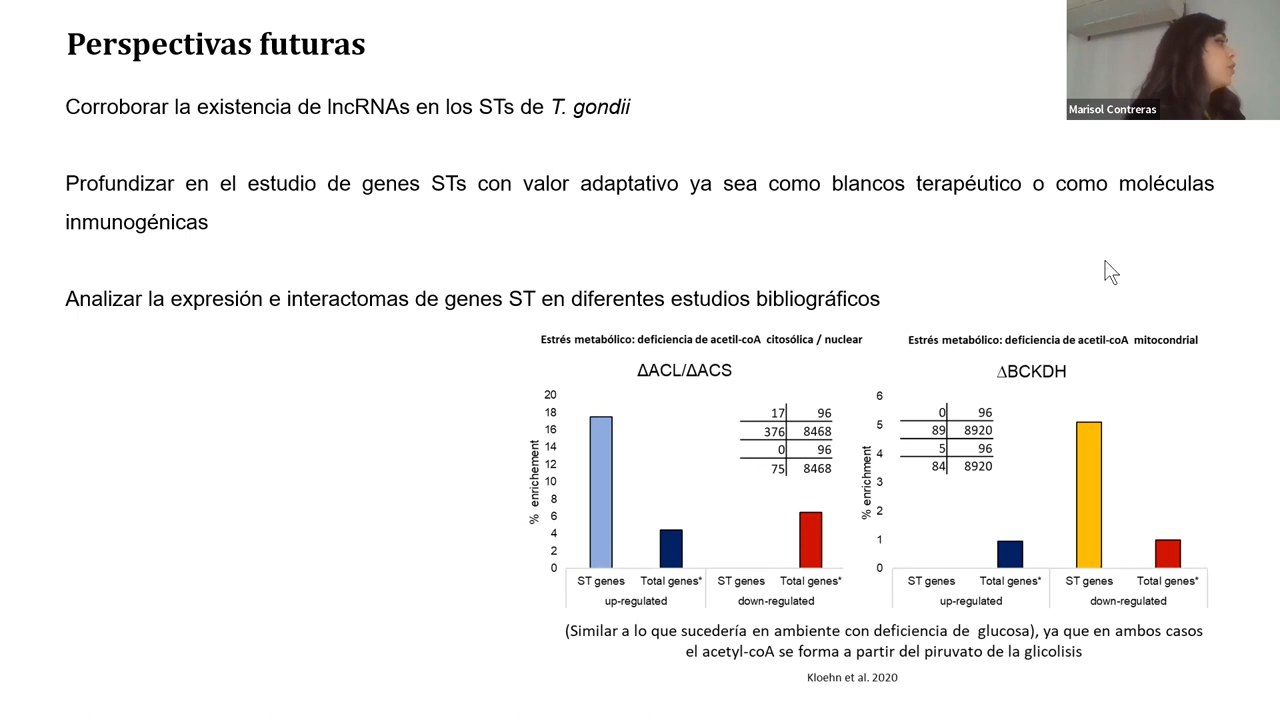 Perspectivas futuras
Marisol Contreras
Corroborar la existencia de lncRNAs en los STs de T. gondii
Profundizar en el estudio de genes STs con valor adaptativo ya sea como blancos terapéutico o como moléculas
inmunogénicas
Analizar la expresión e interactomas de genes ST en diferentes estudios bibliográficos
Estrés metabólico: deficiencia de acetil-coA citosólica / nuclear
ΔACL/ΔACS
% enrichement
20
18
16
14
12
10
8
6
4
2
0
17 96
376 8468
0 96
75 8468
ST genes Total genes* ST genes Total genes*
up-regulated down-regulated
Estrés metabólico: deficiencia de acetil-coA mitocondrial
ΔBCKDH
% enrichment
6
5
4
3
2
1
0
0 96
89 8920
5 96
84 8920
ST genes Total genes* ST genes Total genes*
up-regulated down-regulated
(Similar a lo que sucedería en ambiente con deficiencia de glucosa), ya que en ambos casos
el acetyl-coA se forma a partir del piruvato de la glicolisis
Kloehn et al. 2020